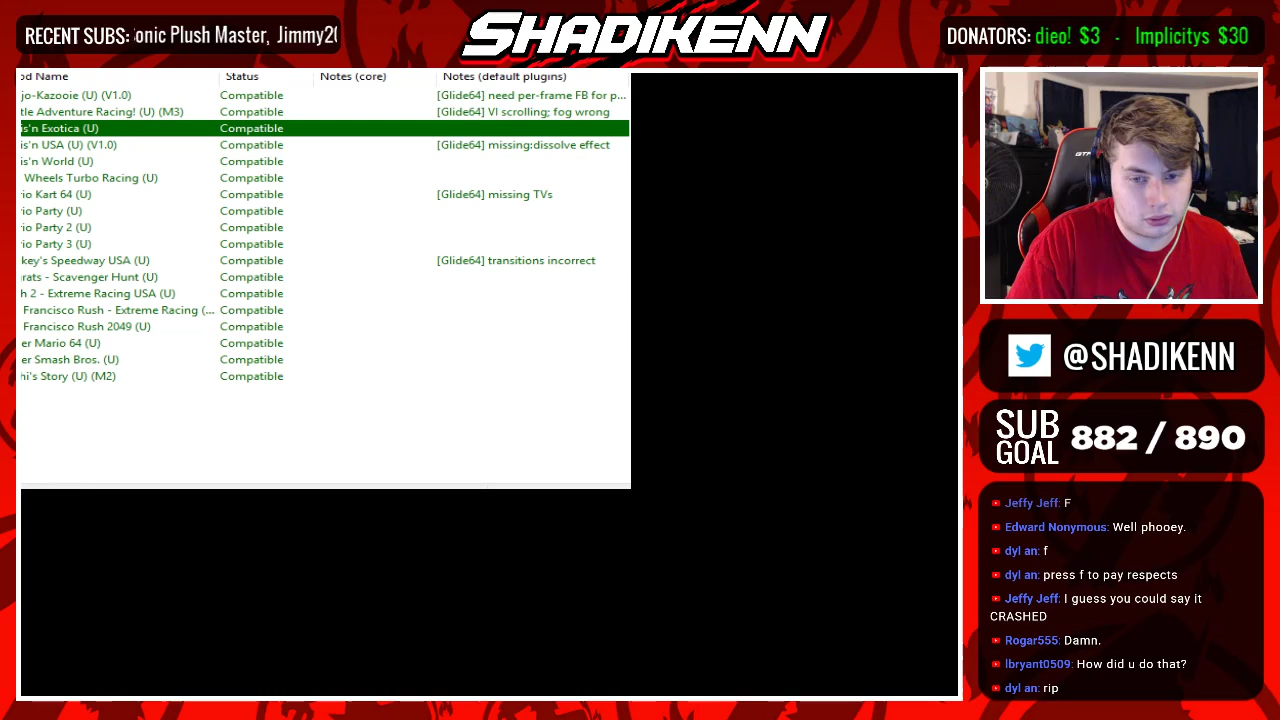 RECENT SUBS: onic Plush Master, Jimmy20
SHADIKENN
DONATORS: dieo! $3 - Implicitys $30
od Name Status Notes (core) Notes (default plugins)
jo-Kazooie (U) (V1.0) Compatible [Glide64] need per-frame FB for p...
tle Adventure Racing! (U) (M3) Compatible [Glide64] VI scrolling; fog wrong
is'n Exotica (U) Compatible
is'n USA (U) (V1.0) Compatible [Glide64] missing:dissolve effect
is'n World (U) Compatible
Wheels Turbo Racing (U) Compatible
io Kart 64 (U) Compatible [Glide64] missing TVs
io Party (U) Compatible
io Party 2 (U) Compatible
io Party 3 (U) Compatible
key's Speedway USA (U) Compatible [Glide64] transitions incorrect
rats - Scavenger Hunt (U) Compatible
h 2 - Extreme Racing USA (U) Compatible
Francisco Rush - Extreme Racing (... Compatible
Francisco Rush 2049 (U) Compatible
er Mario 64 (U) Compatible
er Smash Bros. (U) Compatible
hi's Story (U) (M2) Compatible
GTR
@SHADIKENN
SUB GOAL 882 / 890
Jeffy Jeff: F
Edward Nonymous: Well phooey.
dyl an: f
dyl an: press f to pay respects
Jeffy Jeff: I guess you could say it
CRASHED
Rogar555: Damn.
lbryant0509: How did u do that?
dyl an: rip